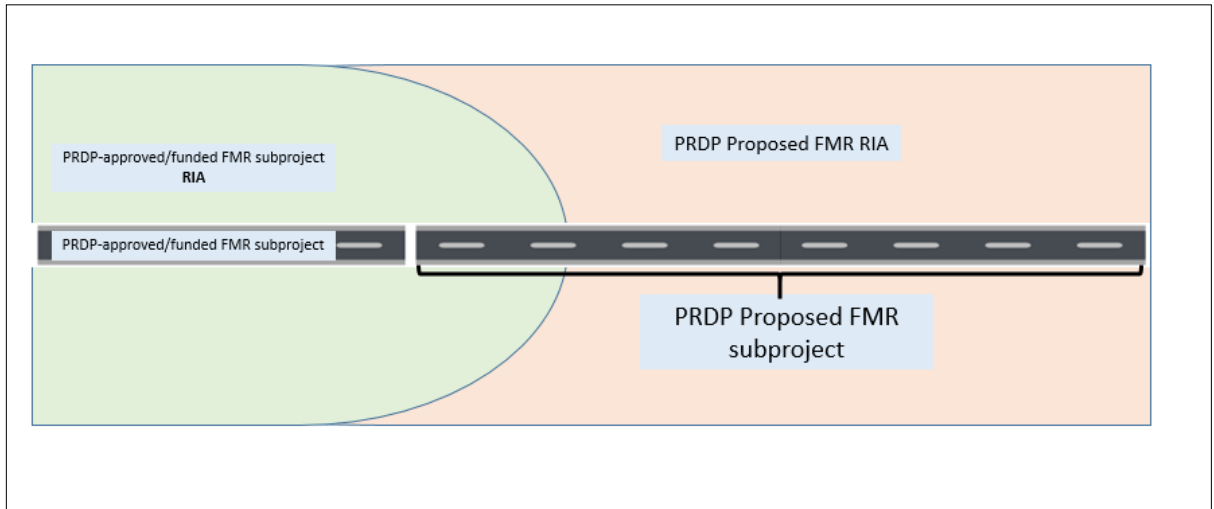 PRDP-approved/funded FMR subproject
RIA
PRDP Proposed FMR RIA
PRDP-approved/funded FMR subproject
PRDP Proposed FMR
subproject